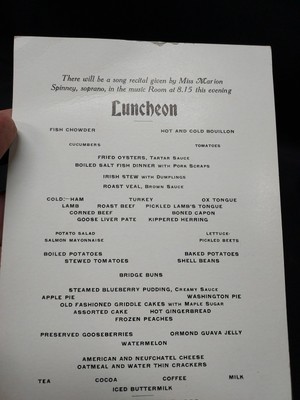 There will be a song recital given by Miss Marion
Spinney, soprano, in the music Room at 8.15 this evening
Luncheon
FISH CHOWDER HOT AND COLD BOUILLON
CUCUMBERS TOMATOES
FRIED OYSTERS, TARTAR SAUCE
BOILED SALT FISH DINNER WITH PORK SCRAPS
IRISH STEW WITH DUMPLINGS
ROAST VEAL, BROWN SAUCE
COLD:- HAM TURKEY OX TONGUE
LAMB ROAST BEEF PICKLED LAMB'S TONGUE
CORNED BEEF BONED CAPON
GOOSE LIVER PATE KIPPERED HERRING
POTATO SALAD LETTUCE
SALMON MAYONNAISE PICKLED BEETS
BOILED POTATOES BAKED POTATOES
STEWED TOMATOES SHELL BEANS
BRIDGE BUNS
STEAMED BLUEBERRY PUDDING, CREAMY SAUCE
APPLE PIE WASHINGTON PIE
OLD FASHIONED GRIDDLE CAKES WITH MAPLE SUGAR
ASSORTED CAKE HOT GINGERBREAD
FROZEN PEACHES
PRESERVED GOOSEBERRIES ORMOND GUAVA JELLY
WATERMELON
AMERICAN AND NEUFCHATEL CHEESE
OATMEAL AND WATER THIN CRACKERS
TEA COCOA COFFEE MILK
ICED BUTTERMILK